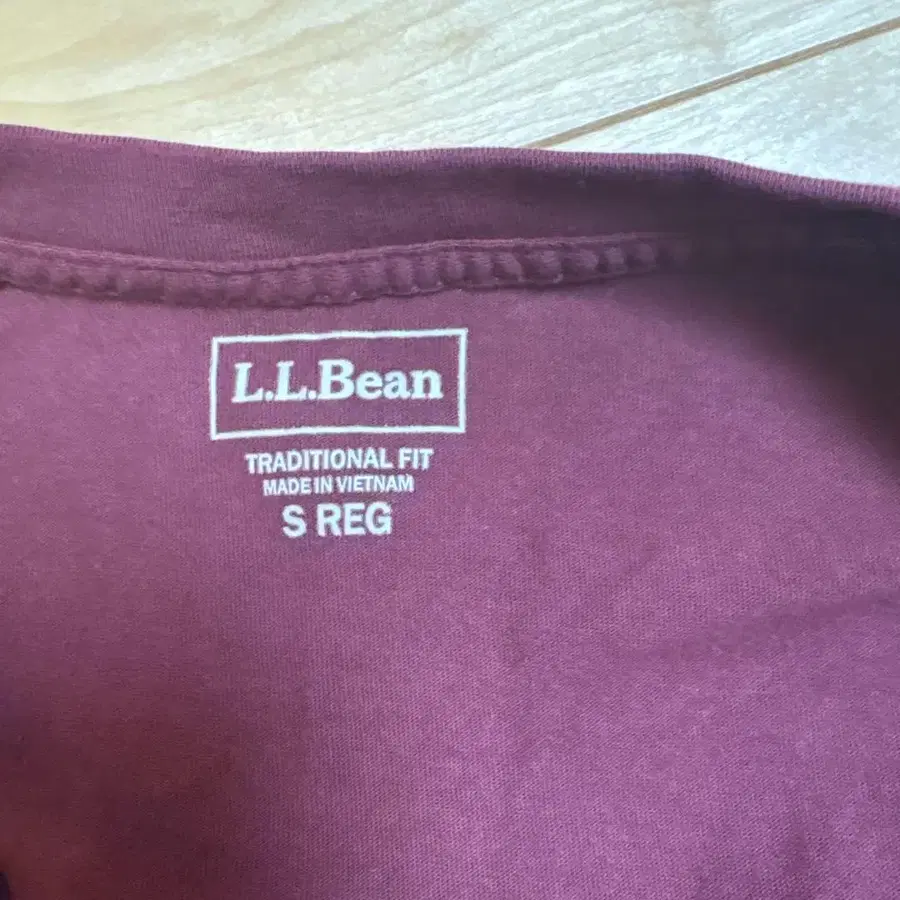 L.L.Bean
TRADITIONAL FIT
MADE IN VIETNAM
S REG